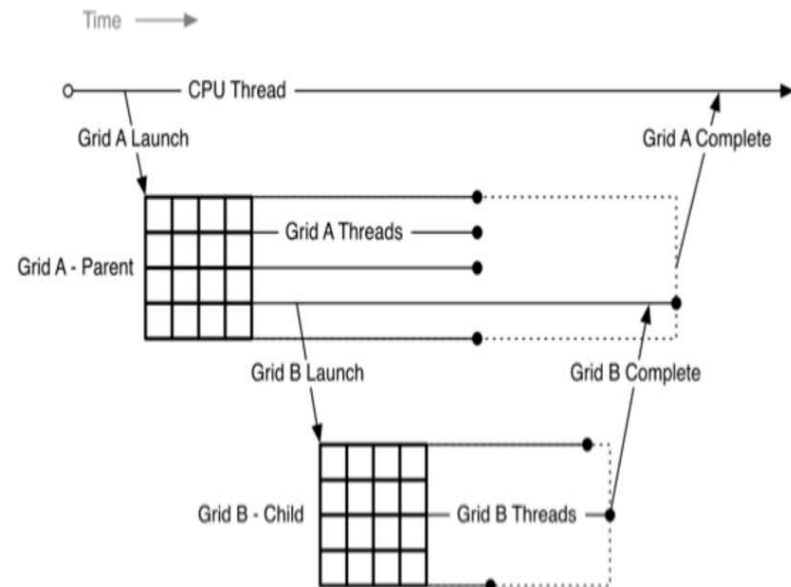 Time
CPU Thread
Grid A Launch
Grid A Complete
Grid A Threads
Grid A - Parent
Grid B Launch
Grid B Complete
Grid B - Child
Grid B Threads